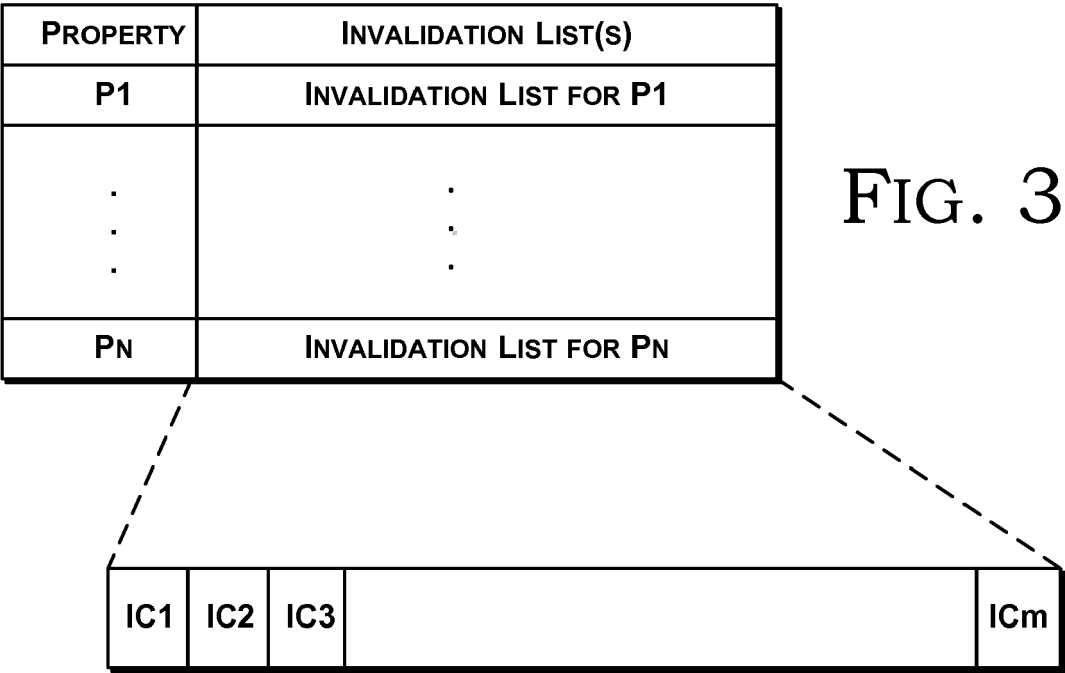 PROPERTY INVALIDATION LIST(S)
P1 INVALIDATION LIST FOR P1
. .
. .
. .
PN INVALIDATION LIST FOR PN
FIG. 3
IC1 IC2 IC3 ICm